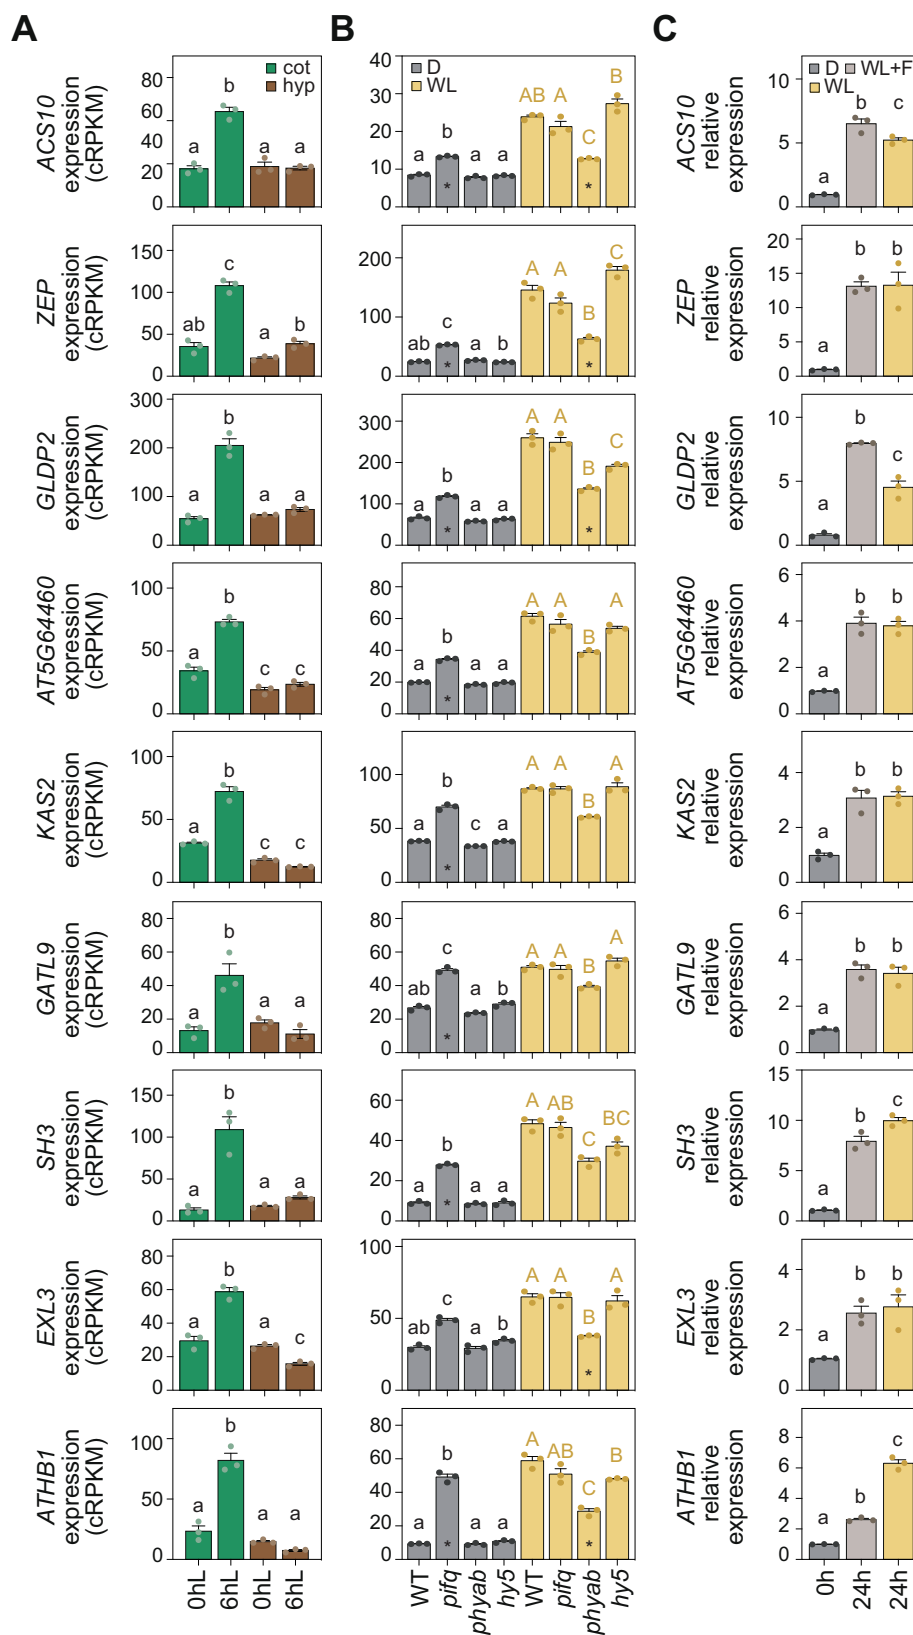 A B C
ACS10
expression
(cRPKM)
80
60
40
20
0
a b a a
cot
hyp
40
30
20
10
0
D
WL
a b a a AB A C B
* *
ACS10
relative
expression
10
5
0
D WL+F
WL
a b c
ZEP
expression
(cRPKM)
150
100
50
0
ab c a b
200
100
0
ab c a b A A B C
* *
ZEP
relative
expression
20
15
10
5
0
a b b
GLDP2
expression
(cRPKM)
300
200
100
0
a b a a
300
200
100
0
a b a a A A B C
* *
GLDP2
relative
expression
10
5
0
a b c
AT5G64460
expression
(cRPKM)
100
50
0
a b c c
80
60
40
20
0
a b a a A A B A
*
AT5G64460
relative
expression
6
4
2
0
a b b
KAS2
expression
(cRPKM)
100
50
0
a b c c
100
50
0
a b c a A A B A
*
KAS2
relative
expression
4
2
0
a b b
GATL9
expression
(cRPKM)
80
60
40
20
0
a b a a
80
60
40
20
0
ab c a b A A B A
*
GATL9
relative
expression
6
4
2
0
a b b
SH3
expression
(cRPKM)
150
100
50
0
a b a a
60
40
20
0
a b a a A AB C BC
*
SH3
relative
expression
15
10
5
0
a b c
EXL3
expression
(cRPKM)
80
60
40
20
0
a b a c
100
50
0
ab c a b A A B A
*
EXL3
relative
expression
4
2
0
a b b
ATHB1
expression
(cRPKM)
100
50
0
a b a a
80
60
40
20
0
a b a a A AB C B
* *
ATHB1
relative
expression
8
6
4
2
0
a b c
0hL 6hL 0hL 6hL
WT pifq phyab hy5 WT pifq phyab hy5
0h 24h 24h